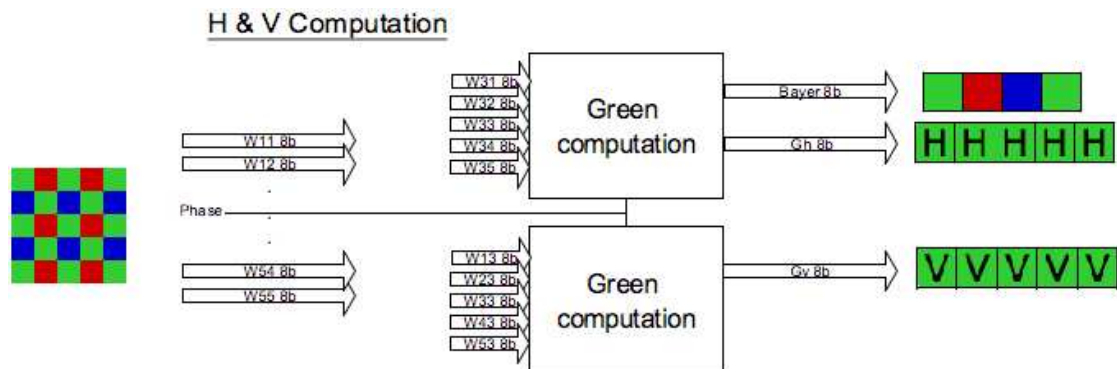 H & V Computation
W31 8b
W32 8b
W33 8b
W34 8b
W35 8b
Green
computation
Bayer 8b
Gh 8b
H H H H H
W11 8b
W12 8b
Phase
W54 8b
W55 8b
W13 8b
W23 8b
W33 8b
W43 8b
W53 8b
Green
computation
Gv 8b
V V V V V